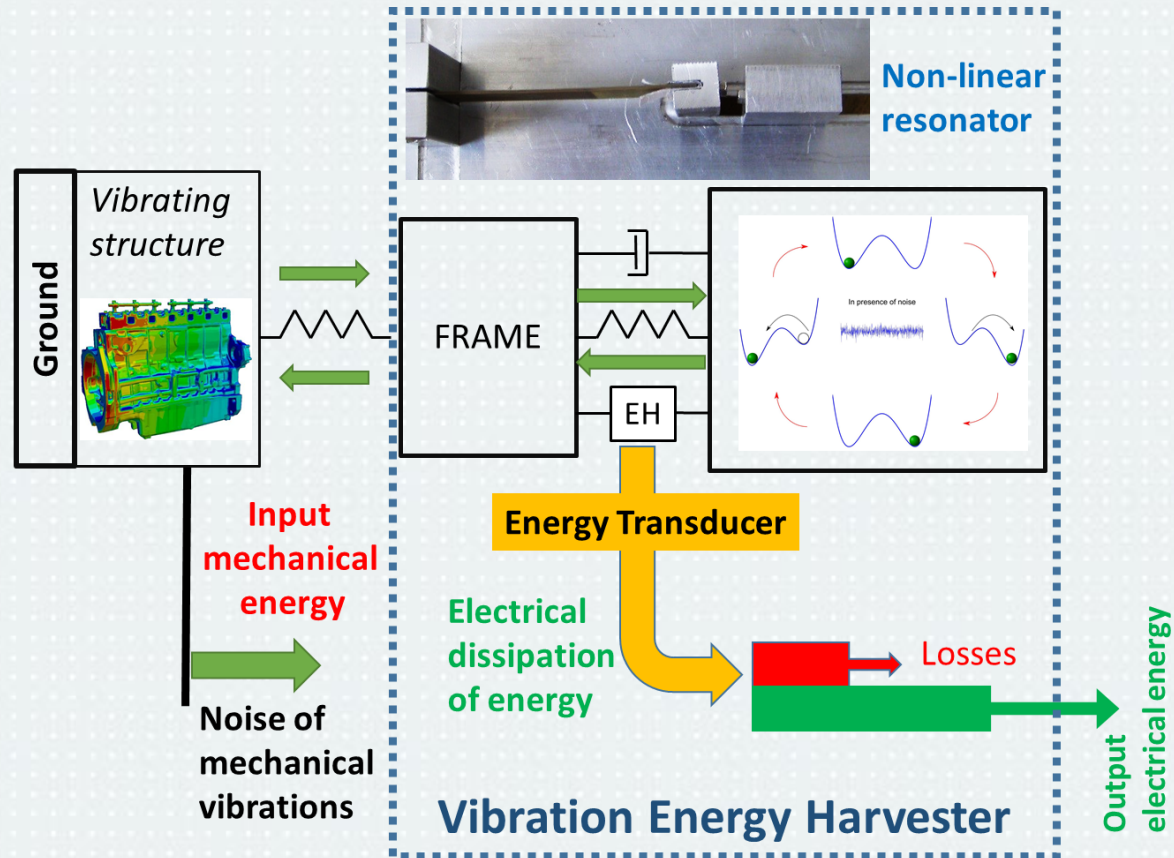 Non-linear
resonator
Vibrating
structure
Ground
FRAME
In presence of noise
EH
Energy Transducer
Input
mechanical
energy
Electrical
dissipation
of energy
Losses
Noise of
mechanical
vibrations
Output
electrical energy
Vibration Energy Harvester